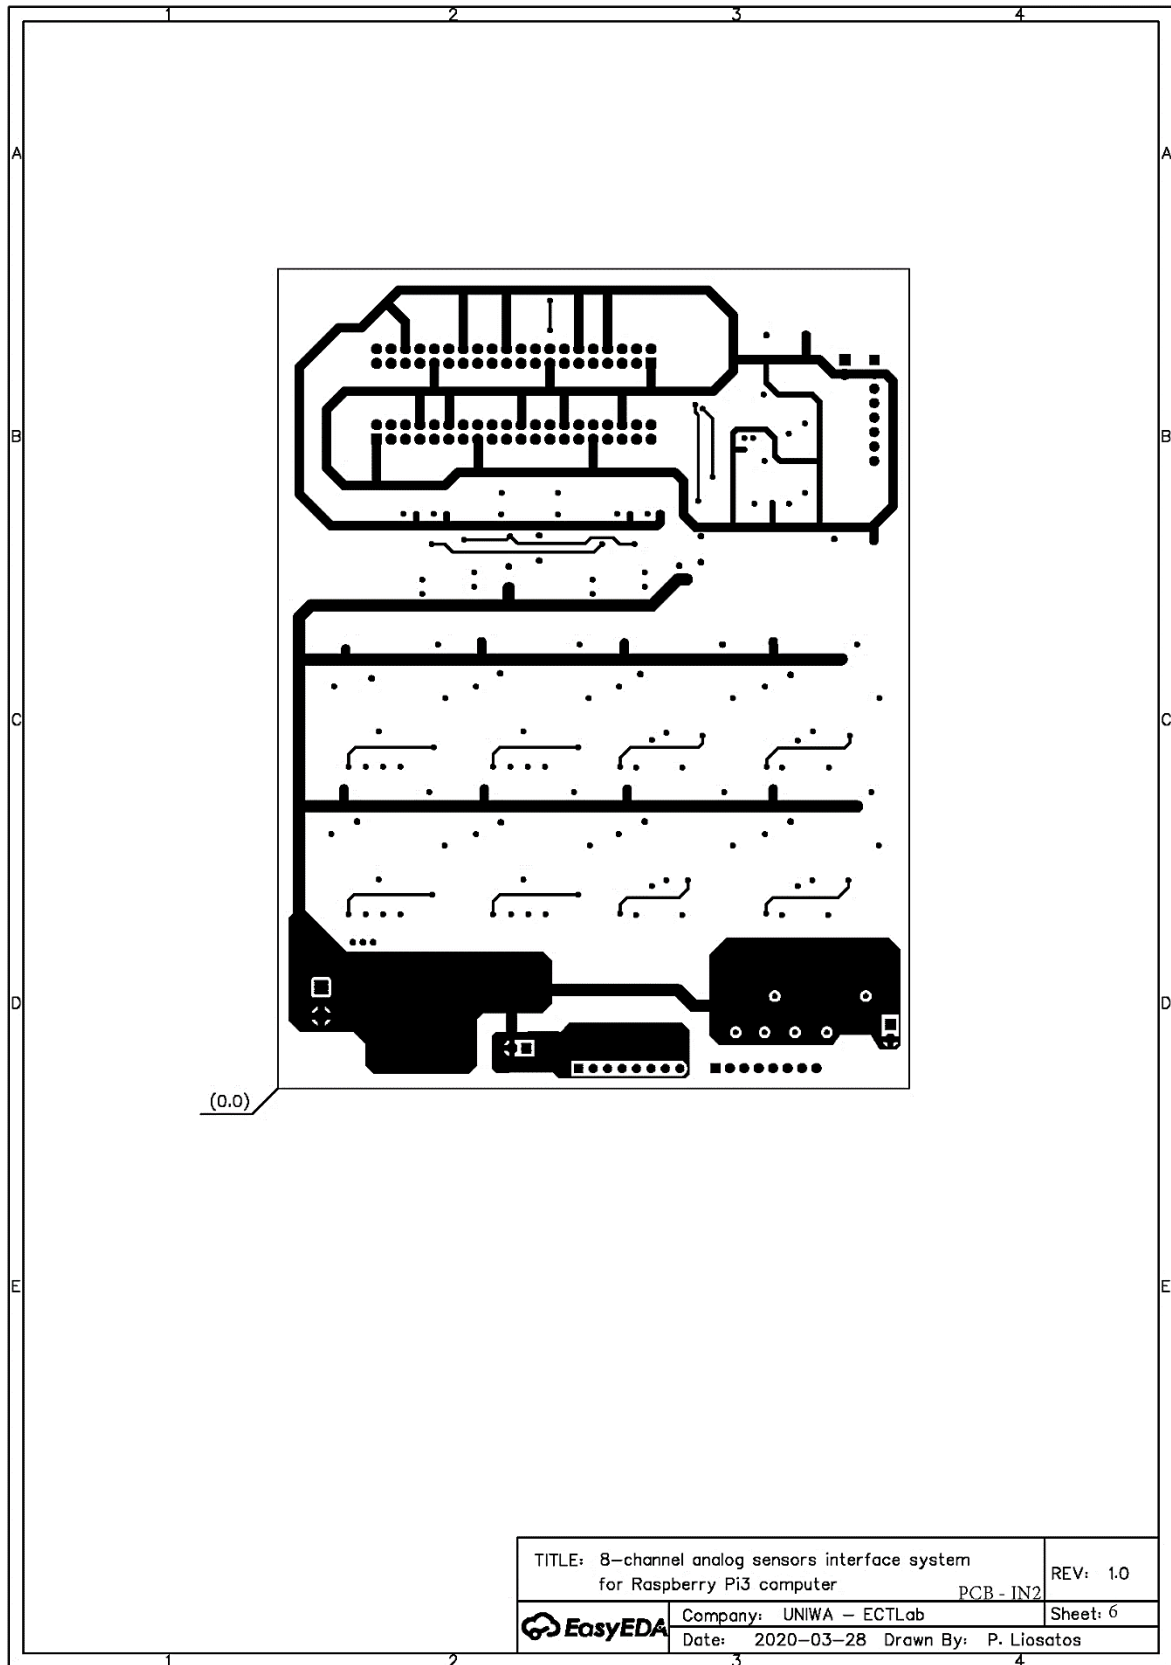 1 2 3 4
A A
B B
C C
D D
(0.0)
E E
TITLE: 8-channel analog sensors interface system
for Raspberry Pi3 computer
PCB - IN2
REV: 1.0
EasyEDA
Company: UNIWA - ECTLab
Sheet: 6
Date: 2020-03-28 Drawn By: P. Liosatos
1 2 3 4